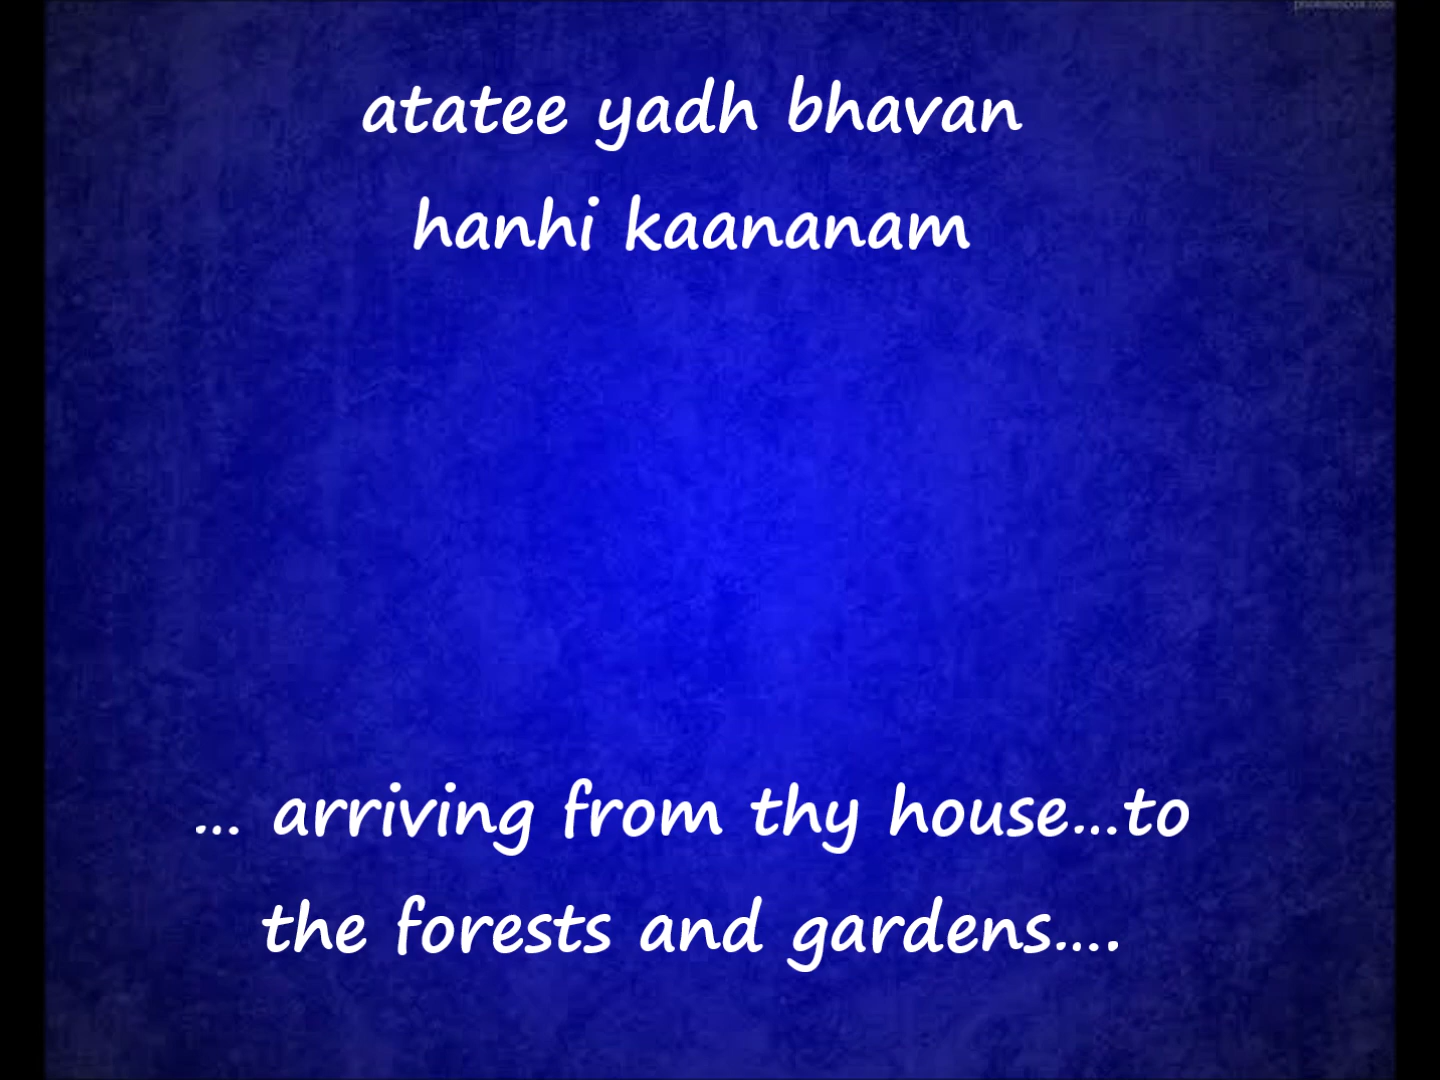 atatee yadh bhavan
hanhi kaananam
... arriving from thy house...to
the forests and gardens....